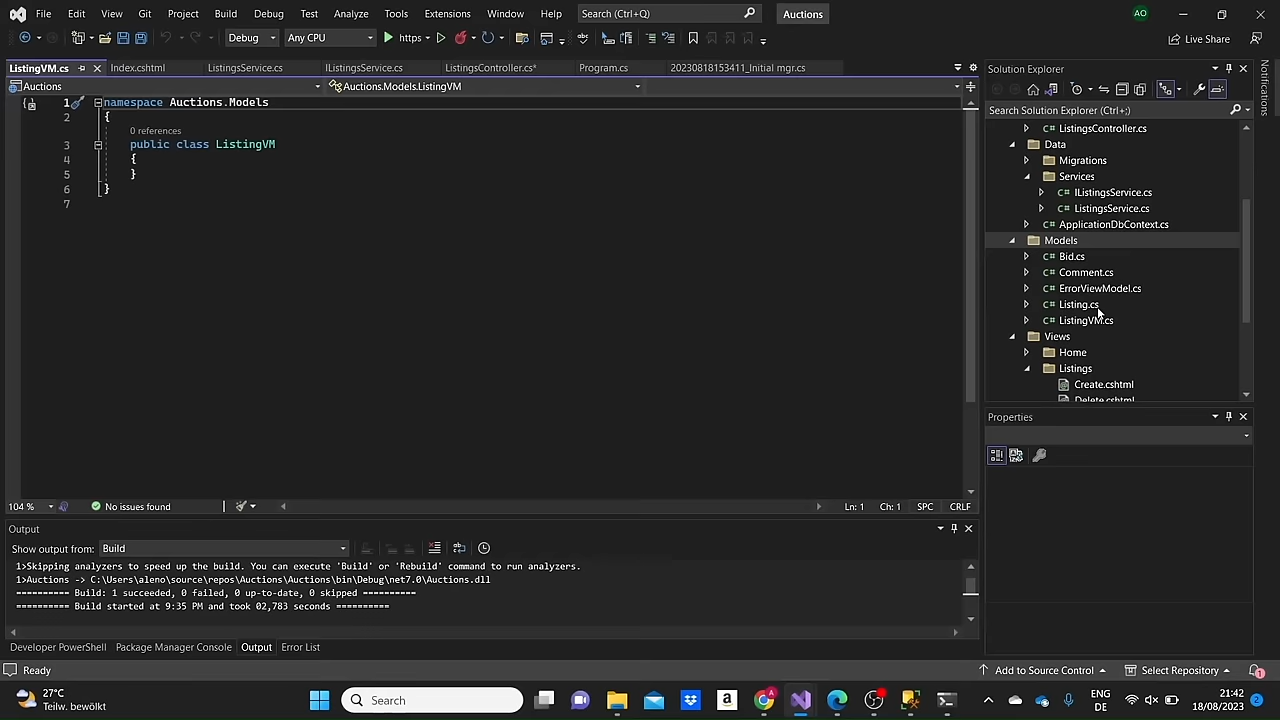 File Edit View Git Project Build Debug Test Analyze Tools Extensions Window Help Search (Ctrl+Q) Auctions AO
Debug Any CPU https Live Share
ListingVM.cs Index.cshtml ListingsService.cs IListingsService.cs ListingsController.cs* Program.cs 20230818153411_Initial mgr.cs
Auctions Auctions.Models.ListingVM
1 namespace Auctions.Models
2 {
0 references
3 public class ListingVM
4 {
5 }
6 }
7
104 % No issues found Ln: 1 Ch: 1 SPC CRLF
Output
Show output from: Build
1>Skipping analyzers to speed up the build. You can execute 'Build' or 'Rebuild' command to run analyzers.
1>Auctions -> C:\Users\aleno\source\repos\Auctions\Auctions\bin\Debug\net7.0\Auctions.dll
========== Build: 1 succeeded, 0 failed, 0 up-to-date, 0 skipped ==========
========== Build started at 9:35 PM and took 02,783 seconds ==========
Developer PowerShell Package Manager Console Output Error List
Solution Explorer
Search Solution Explorer (Ctrl+;)
C# ListingsController.cs
Data
Migrations
Services
C# IListingsService.cs
C# ListingsService.cs
C# ApplicationDbContext.cs
Models
C# Bid.cs
C# Comment.cs
C# ErrorViewModel.cs
C# Listing.cs
C# ListingVM.cs
Views
Home
Listings
Create.cshtml
Delete.cshtml
Properties
Notifications
Ready Add to Source Control Select Repository 1
27°C
Teilw. bewölkt
Search
ENG
DE
21:42
18/08/2023
2